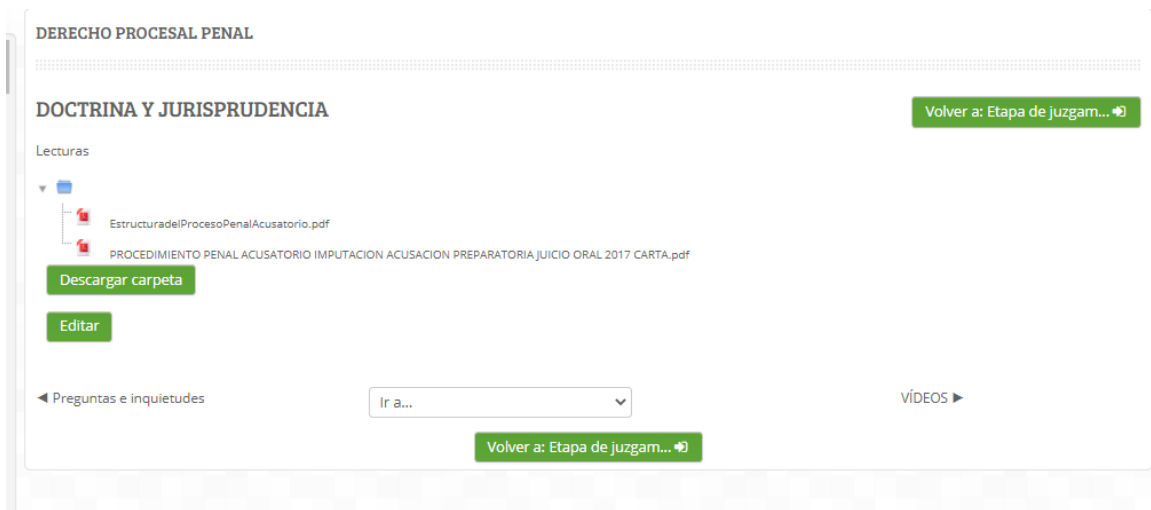 DERECHO PROCESAL PENAL
DOCTRINA Y JURISPRUDENCIA
Volver a: Etapa de juzgam...
Lecturas
EstructuradelProcesoPenalAcusatorio.pdf
PROCEDIMIENTO PENAL ACUSATORIO IMPUTACION ACUSACION PREPARATORIA JUICIO ORAL 2017 CARTA.pdf
Descargar carpeta
Editar
◄ Preguntas e inquietudes
Ir a...
VÍDEOS ►
Volver a: Etapa de juzgam...